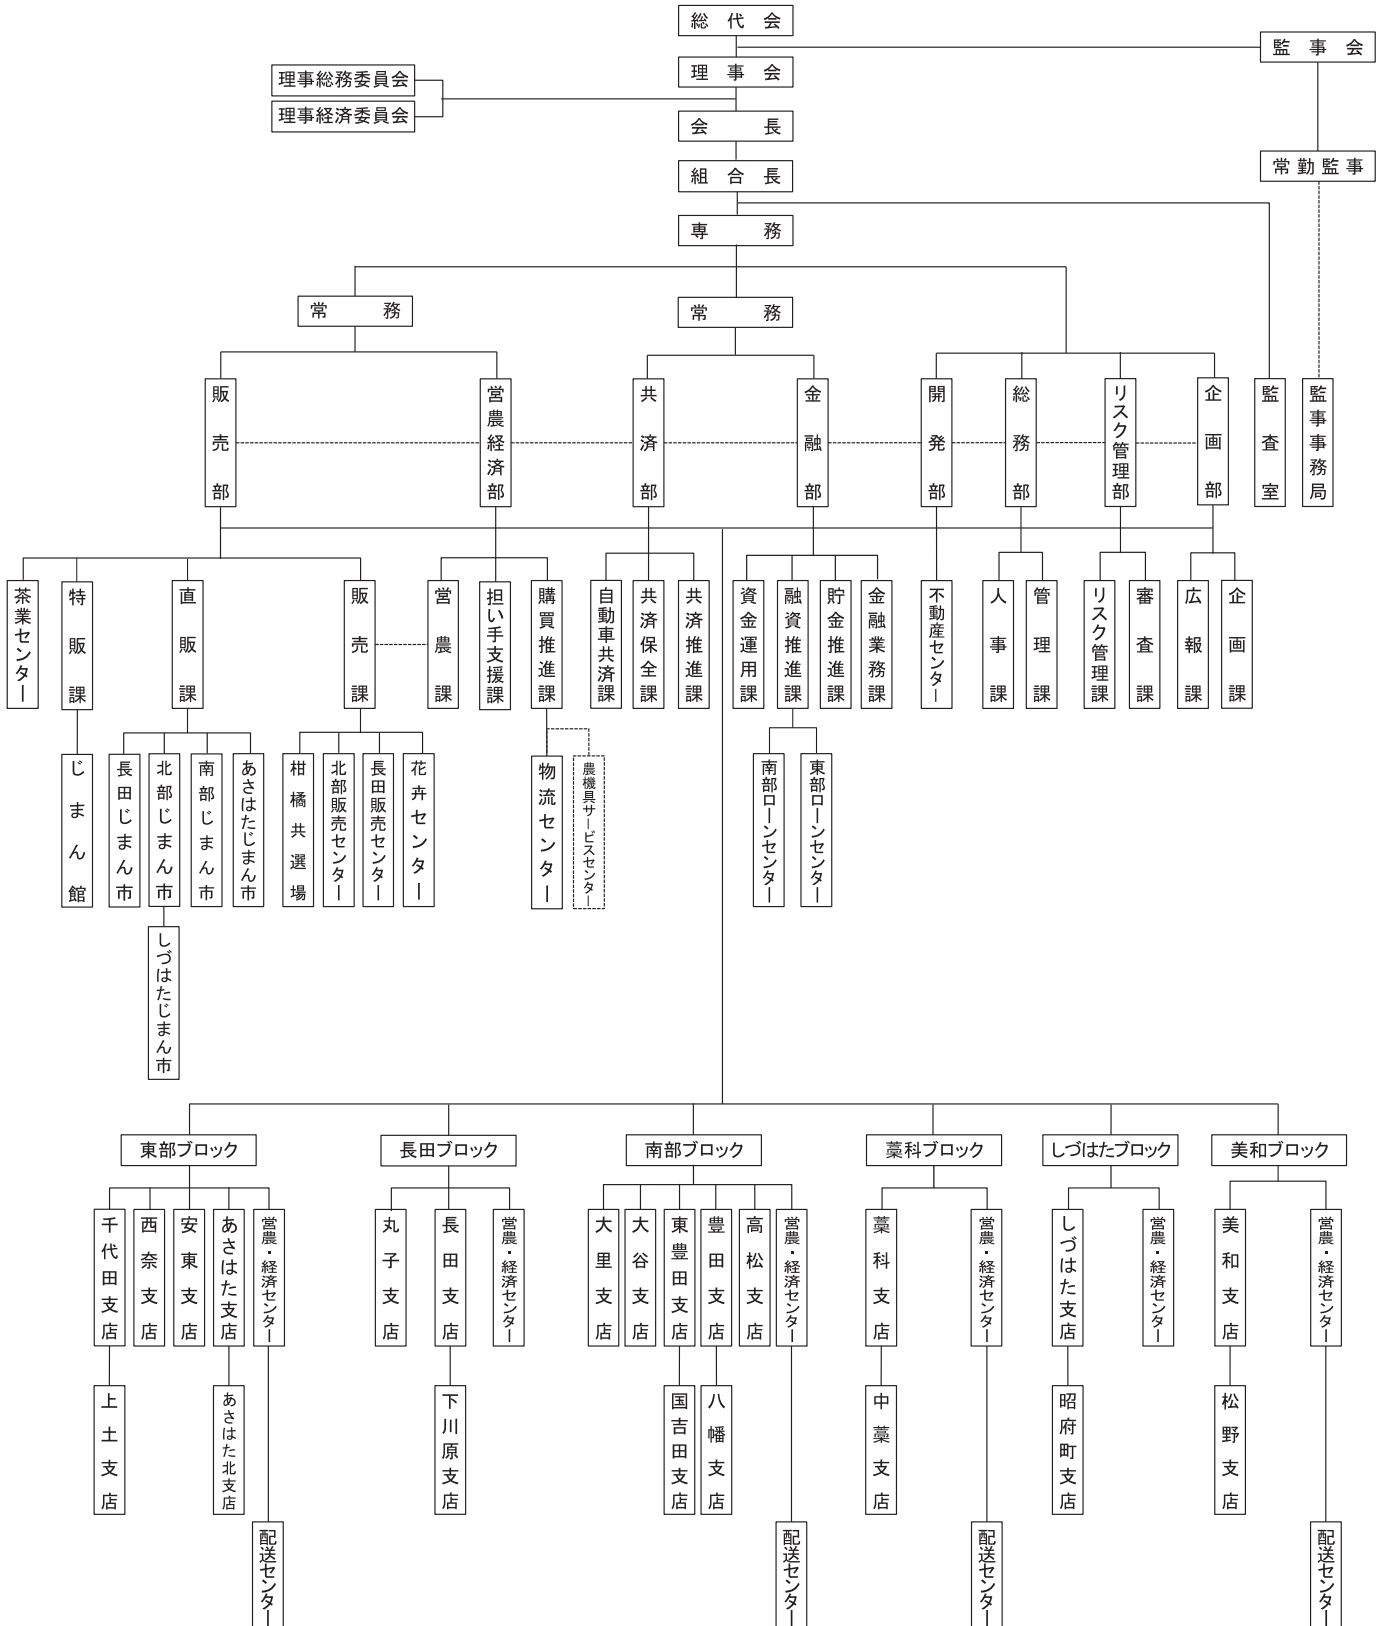 総代会
監事会
理事会
理事総務委員会
理事経済委員会
会長
組合長
常勤監事
専務
常務
常務
販売部
営農経済部
共済部
金融部
開発部
総務部
リスク管理部
企画部
監査室
監事事務局
茶業センター
特販課
直販課
販売課
営農課
担い手支援課
購買推進課
自動車共済課
共済保全課
共済推進課
資金運用課
融資推進課
貯金推進課
金融業務課
不動産センター
人事課
管理課
リスク管理課
審査課
広報課
企画課
じまん館
長田じまん市
北部じまん市
南部じまん市
あさはたじまん市
柑橘共選場
北部販売センター
長田販売センター
花卉センター
物流センター
農機具サービスセンター
南部ローンセンター
東部ローンセンター
しづはたじまん市
東部ブロック
長田ブロック
南部ブロック
藁科ブロック
しづはたブロック
美和ブロック
千代田支店
西奈支店
安東支店
あさはた支店
営農・経済センター
丸子支店
長田支店
営農・経済センター
大里支店
大谷支店
東豊田支店
豊田支店
高松支店
営農・経済センター
藁科支店
営農・経済センター
しづはた支店
営農・経済センター
美和支店
営農・経済センター
上土支店
あさはた北支店
下川原支店
国吉田支店
八幡支店
中藁支店
昭府町支店
松野支店
配送センター
配送センター
配送センター
配送センター